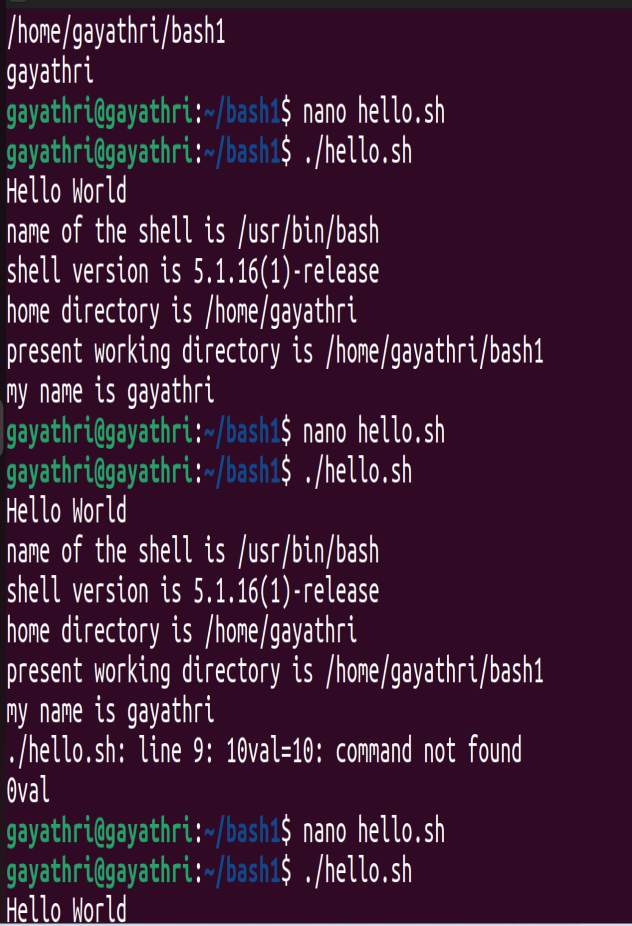 /home/gayathri/bash1
gayathri
gayathri@gayathri:~/bash1$ nano hello.sh
gayathri@gayathri:~/bash1$ ./hello.sh
Hello World
name of the shell is /usr/bin/bash
shell version is 5.1.16(1)-release
home directory is /home/gayathri
present working directory is /home/gayathri/bash1
my name is gayathri
gayathri@gayathri:~/bash1$ nano hello.sh
gayathri@gayathri:~/bash1$ ./hello.sh
Hello World
name of the shell is /usr/bin/bash
shell version is 5.1.16(1)-release
home directory is /home/gayathri
present working directory is /home/gayathri/bash1
my name is gayathri
./hello.sh: line 9: 10val=10: command not found
0val
gayathri@gayathri:~/bash1$ nano hello.sh
gayathri@gayathri:~/bash1$ ./hello.sh
Hello World